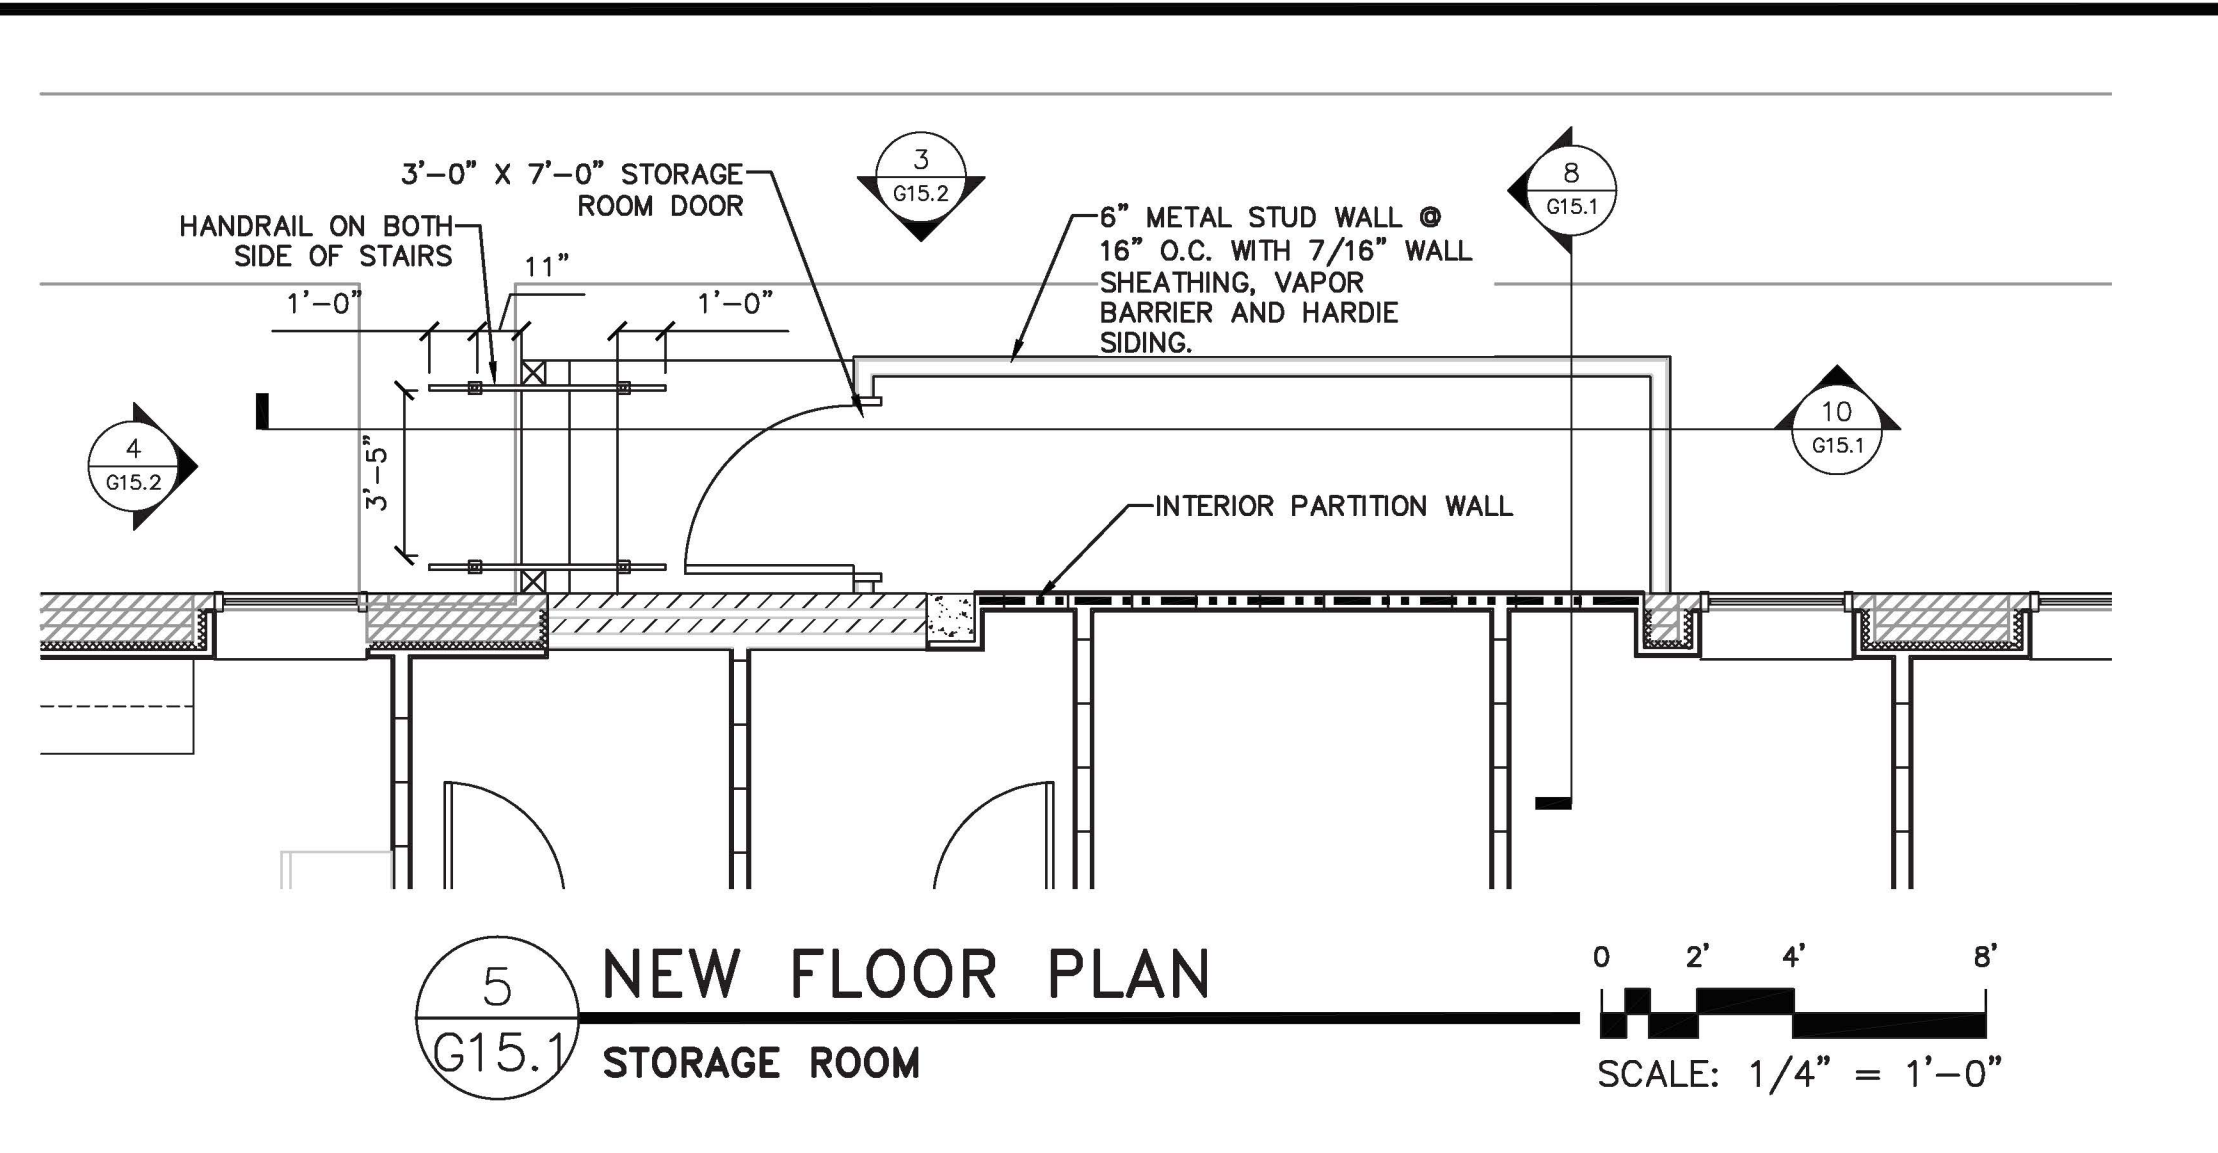 3'-0" X 7'-0" STORAGE
ROOM DOOR
HANDRAIL ON BOTH
SIDE OF STAIRS
11"
1'-0"
1'-0"
3
G15.2
6" METAL STUD WALL @
16" O.C. WITH 7/16" WALL
SHEATHING, VAPOR
BARRIER AND HARDIE
SIDING.
8
G15.1
10
G15.1
4
G15.2
3'-5"
INTERIOR PARTITION WALL
5
G15.1
NEW FLOOR PLAN
STORAGE ROOM
0 2' 4' 8'
SCALE: 1/4" = 1'-0"